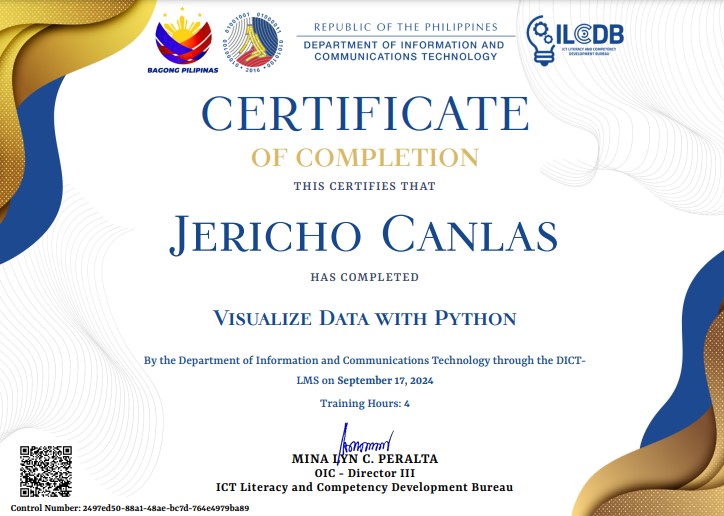 BAGONG PILIPINAS
2016
REPUBLIC OF THE PHILIPPINES
DEPARTMENT OF INFORMATION AND
COMMUNICATIONS TECHNOLOGY
ILCDB
ICT LITERACY AND COMPETENCY
DEVELOPMENT BUREAU
CERTIFICATE
OF COMPLETION
THIS CERTIFIES THAT
JERICHO CANLAS
HAS COMPLETED
VISUALIZE DATA WITH PYTHON
By the Department of Information and Communications Technology through the DICT-
LMS on September 17, 2024
Training Hours: 4
MINA LYN C. PERALTA
OIC - Director III
ICT Literacy and Competency Development Bureau
Control Number: 2497ed50-88a1-48ae-bc7d-764e4979ba89